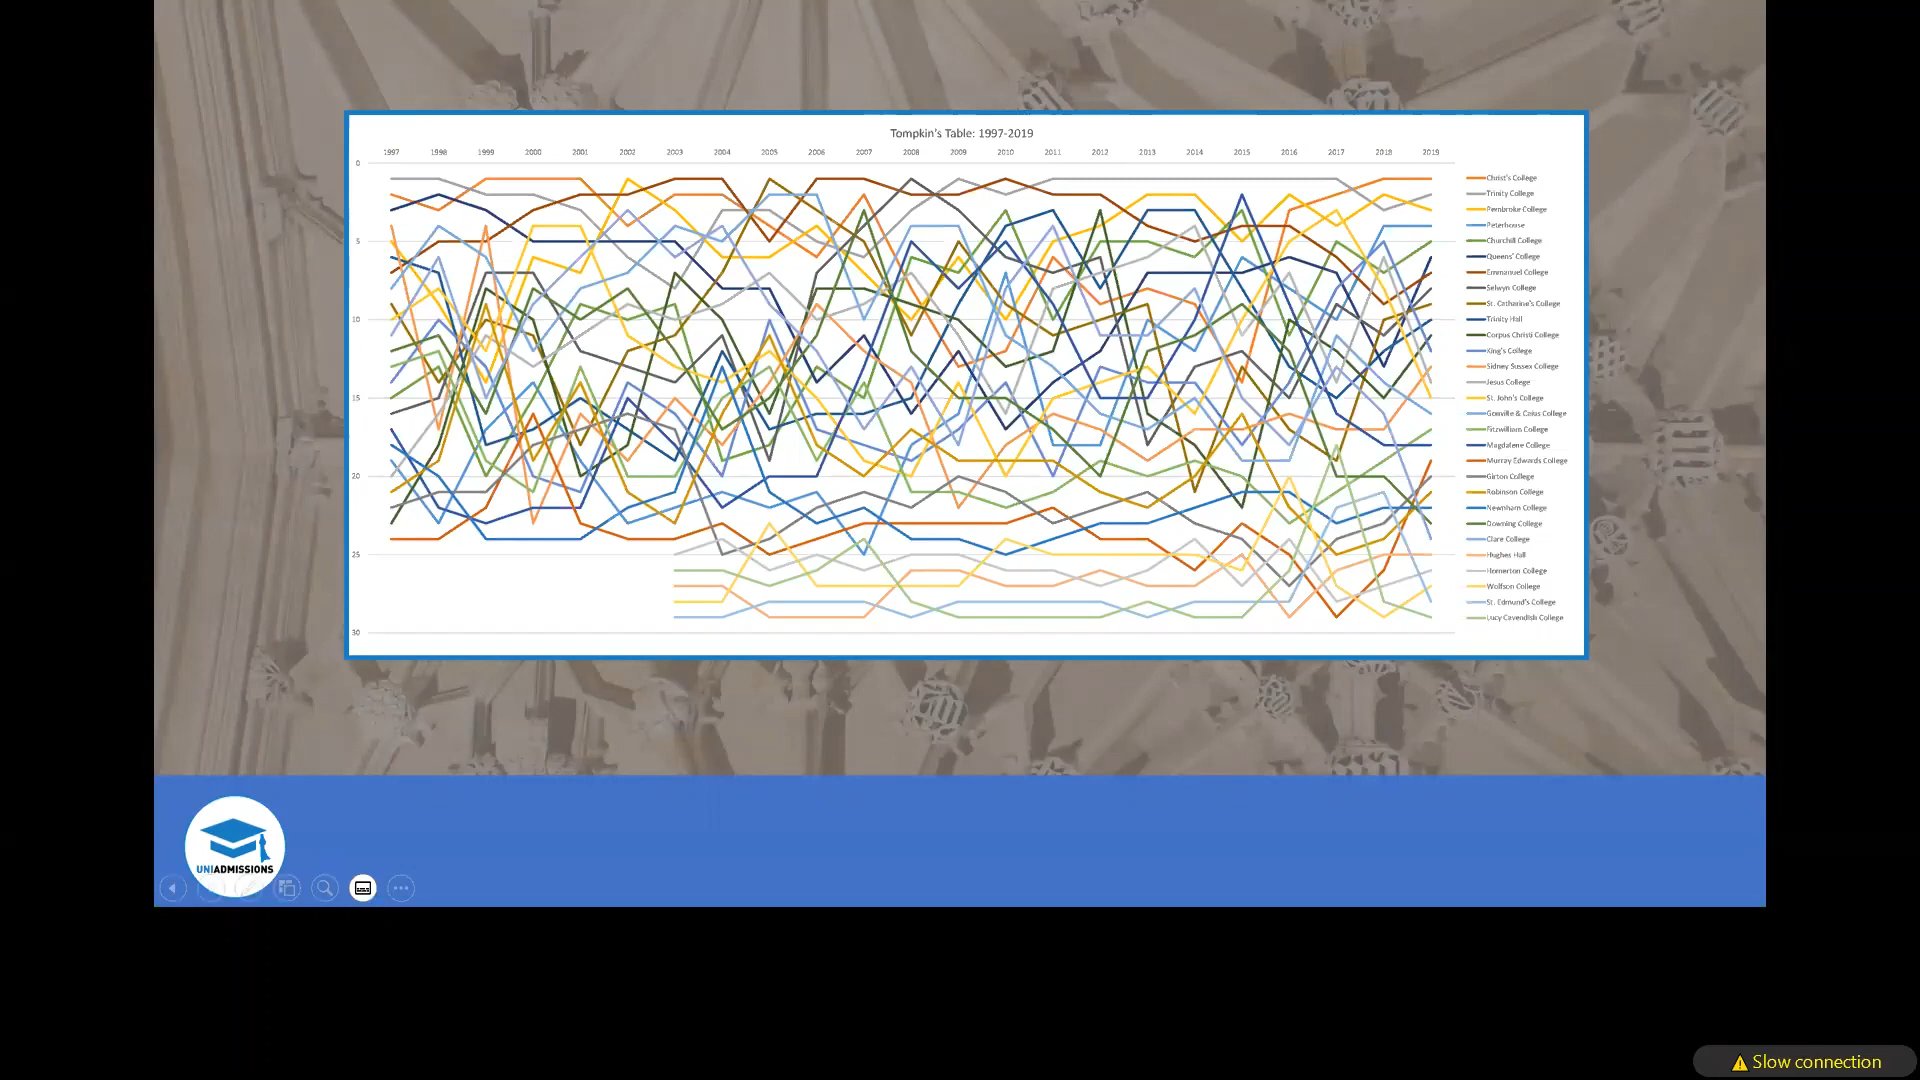 Tompkin's Table: 1997-2019
1997 1998 1999 2000 2001 2002 2003 2004 2005 2006 2007 2008 2009 2010 2011 2012 2013 2014 2015 2016 2017 2018 2019
0
5
10
15
20
25
30
Christ's College
Trinity College
Pembroke College
Peterhouse
Churchill College
Queens' College
Emmanuel College
Selwyn College
St. Catharine's College
Trinity Hall
Corpus Christi College
King's College
Sidney Sussex College
Jesus College
St. John's College
Gonville & Caius College
Fitzwilliam College
Magdalene College
Murray Edwards College
Girton College
Robinson College
Newnham College
Downing College
Clare College
Hughes Hall
Homerton College
Wolfson College
St. Edmund's College
Lucy Cavendish College
UNIADMISSIONS
Slow connection